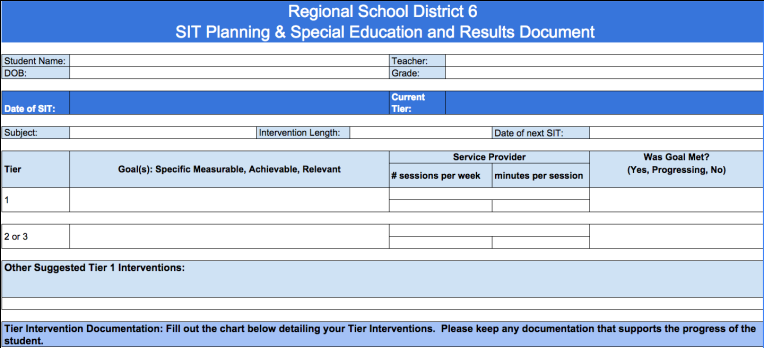 Regional School District 6
SIT Planning & Special Education and Results Document
Student Name:
Teacher:
DOB:
Grade:
Date of SIT:
Current Tier:
Subject:
Intervention Length:
Date of next SIT:
Tier
Goal(s): Specific Measurable, Achievable, Relevant
Service Provider
# sessions per week
minutes per session
Was Goal Met?
(Yes, Progressing, No)
1
2 or 3
Other Suggested Tier 1 Interventions:
Tier Intervention Documentation: Fill out the chart below detailing your Tier Interventions. Please keep any documentation that supports the progress of the
student.